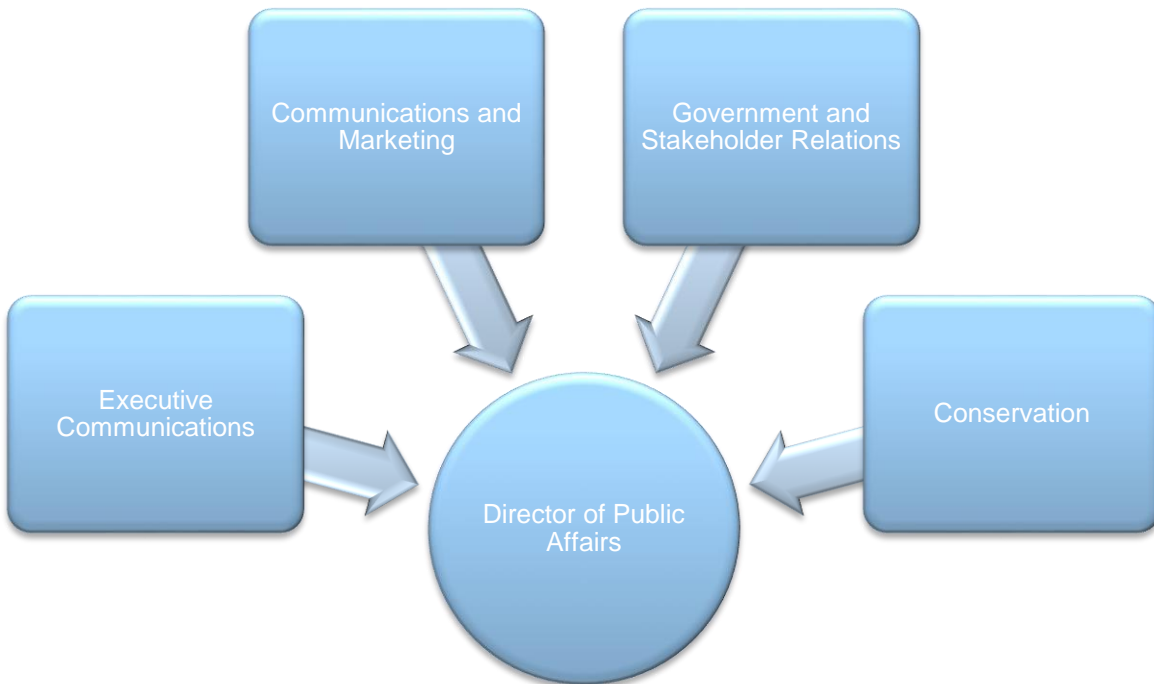 Communications and
Marketing
Government and
Stakeholder Relations
Executive
Communications
Conservation
Director of Public
Affairs